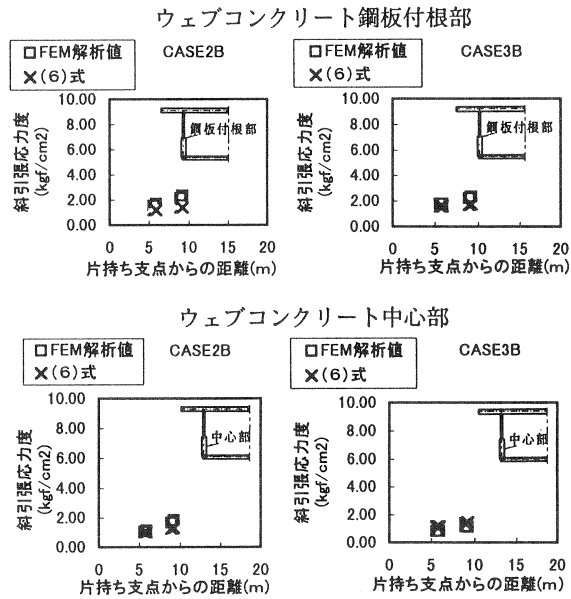 ウェブコンクリート鋼板付根部
FEM解析値
(6)式
CASE2B
FEM解析値
(6)式
CASE3B
斜引張応力度
(kgf/cm2)
10.00
8.00
6.00
4.00
2.00
0.00
鋼板付根部
0 5 10 15 20
片持ち支点からの距離(m)
斜引張応力度
(kgf/cm2)
10.00
8.00
6.00
4.00
2.00
0.00
鋼板付根部
0 5 10 15 20
片持ち支点からの距離(m)
ウェブコンクリート中心部
FEM解析値
(6)式
CASE2B
FEM解析値
(6)式
CASE3B
斜引張応力度
(kgf/cm2)
10.00
8.00
6.00
4.00
2.00
0.00
中心部
0 5 10 15 20
片持ち支点からの距離(m)
斜引張応力度
(kgf/cm2)
10.00
8.00
6.00
4.00
2.00
0.00
中心部
0 5 10 15 20
片持ち支点からの距離(m)